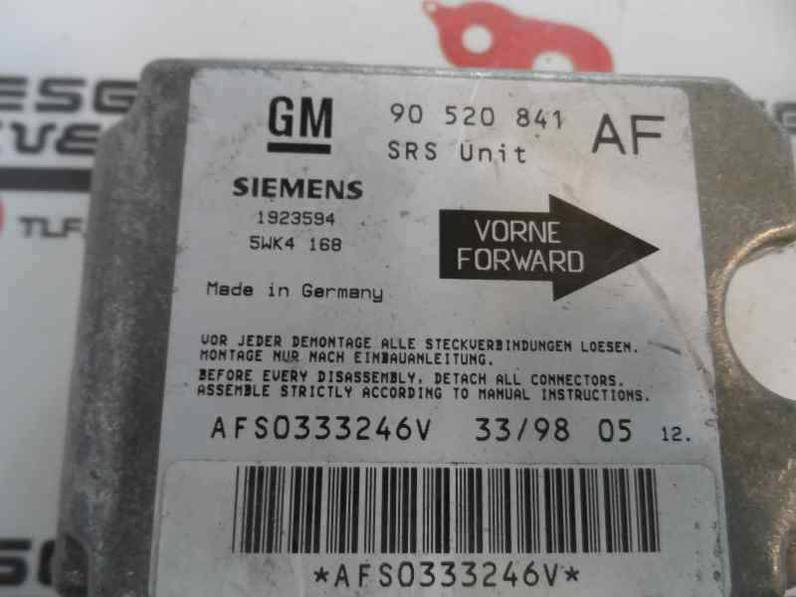 GM
90 520 841 AF
SRS Unit
SIEMENS
1923594
5WK4 168
VORNE
FORWARD
Made in Germany
VOR JEDER DEMONTAGE ALLE STECKVERBINDUNGEN LOESEN.
MONTAGE NUR NACH EINBAUANLEITUNG.
BEFORE EVERY DISASSEMBLY, DETACH ALL CONNECTORS.
ASSEMBLE STRICTLY ACCORDING TO MANUAL INSTRUCTIONS.
AFS0333246V 33/98 05 12.
*AFS0333246V*
TLF